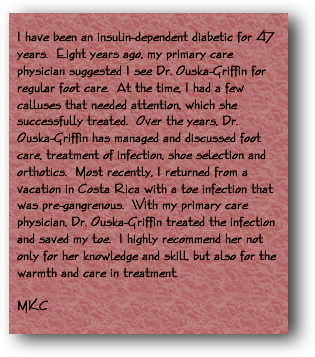 I have been an insulin-dependent diabetic for 47
years.  Eight years ago, my primary care
physician suggested I see Dr. Ouska-Griffin for
regular foot care.  At the time, I had a few
calluses that needed attention, which she
successfully treated.  Over the years, Dr.
Ouska-Griffin has managed and discussed foot
care, treatment of infection, shoe selection and
orthotics.  Most recently, I returned from a
vacation in Costa Rica with a toe infection that
was pre-gangrenous.  With my primary care
physician, Dr. Ouska-Griffin treated the infection
and saved my toe.  I highly recommend her not
only for her knowledge and skill, but also for the
warmth and care in treatment.
MKC